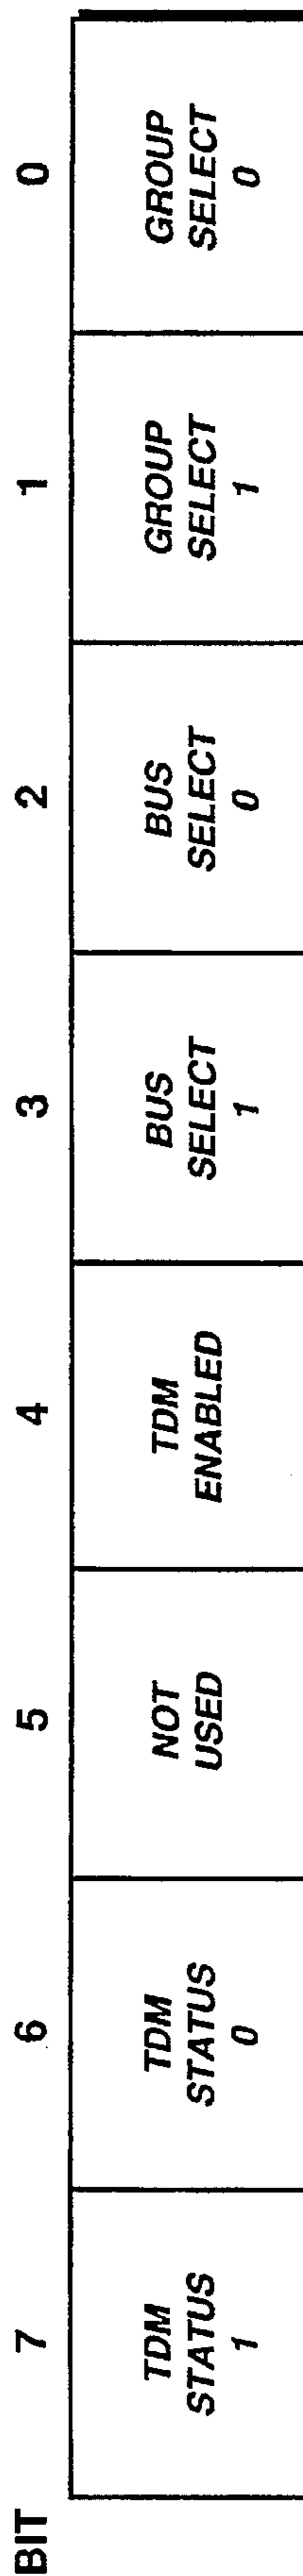 BIT 7 6 5 4 3 2 1 0
TDM
STATUS
1
TDM
STATUS
0
NOT
USED
TDM
ENABLED
BUS
SELECT
1
BUS
SELECT
0
GROUP
SELECT
1
GROUP
SELECT
0